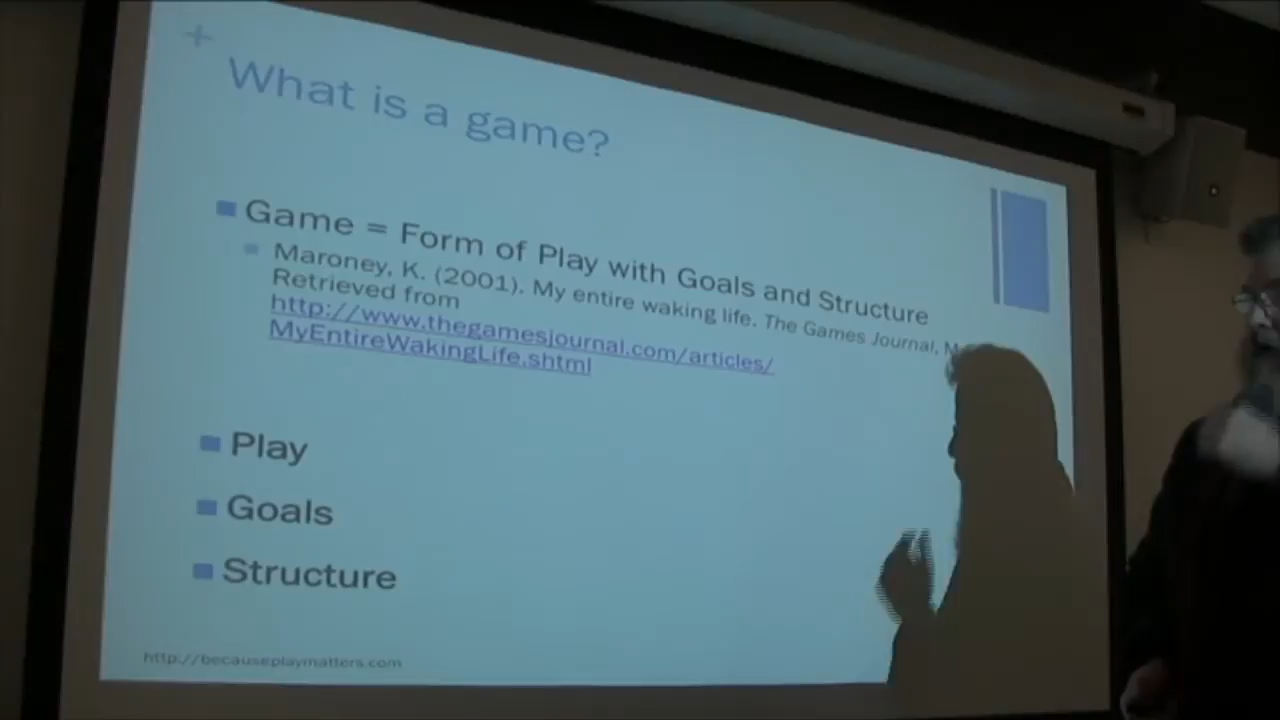 +
What is a game?
Game = Form of Play with Goals and Structure
Maroney, K. (2001). My entire waking life. The Games Journal,
Retrieved from
http://www.thegamesjournal.com/articles/
MyEntireWakingLife.shtml
Play
Goals
Structure
http://becauseplaymatters.com